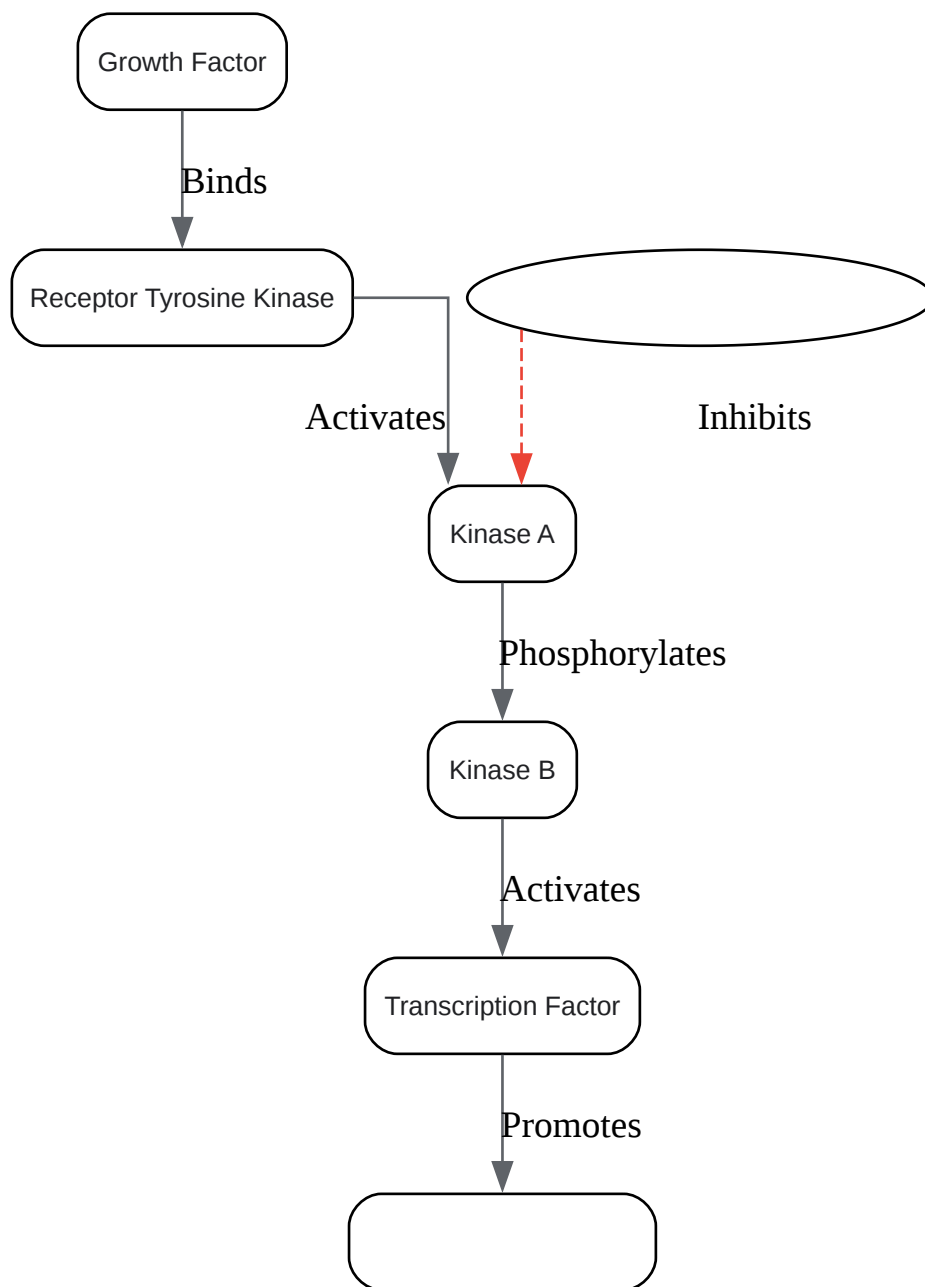 Growth Factor
Binds
Receptor Tyrosine Kinase
Activates
Inhibits
Kinase A
Phosphorylates
Kinase B
Activates
Transcription Factor
Promotes